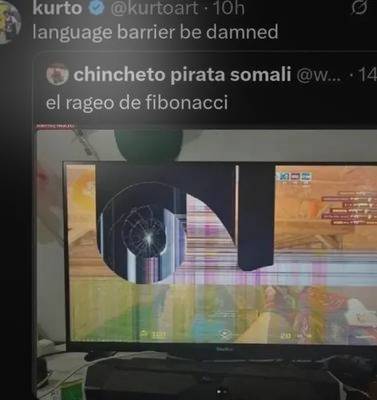 kurto @kurtoart · 10h
language barrier be damned
chincheto pirata somali @w... · 14
el rageo de fibonacci